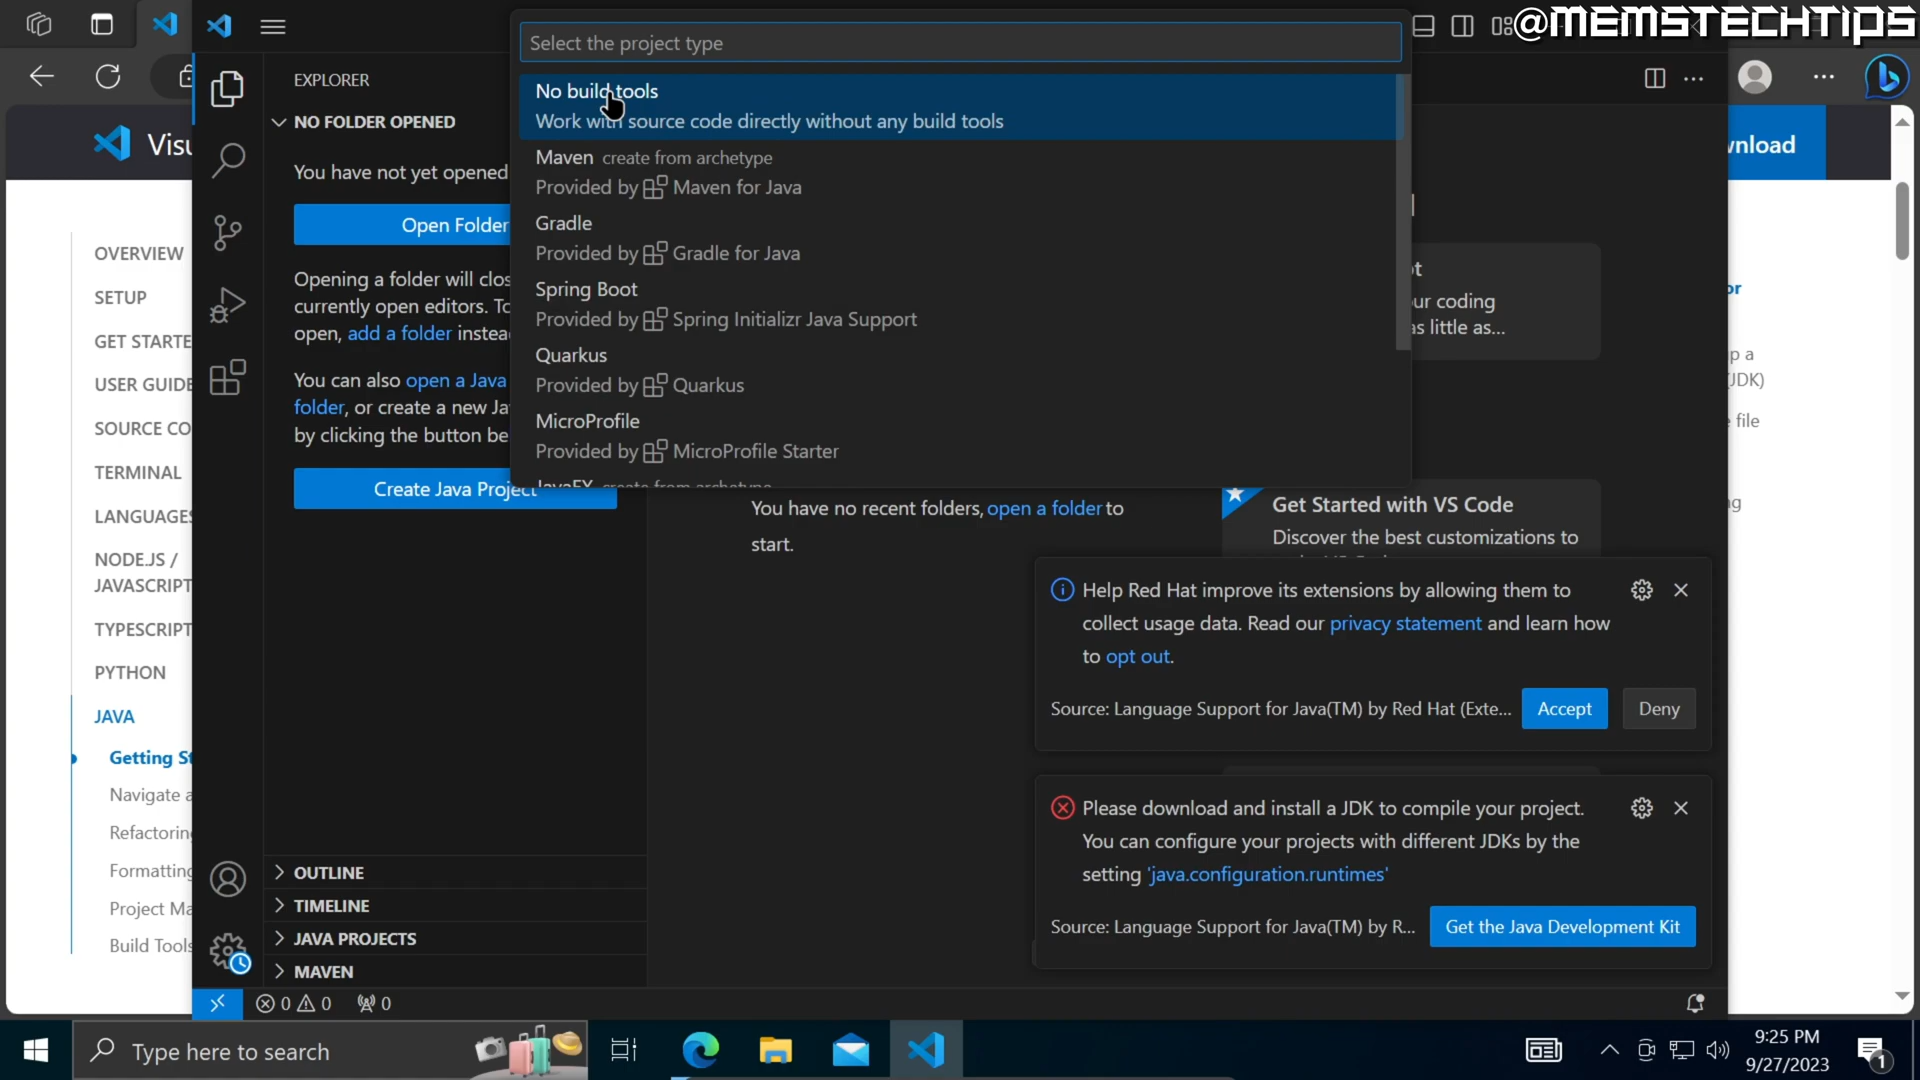 @MEMSTECHTIPS
Select the project type
No build tools
Work with source code directly without any build tools
Maven create from archetype
Provided by Maven for Java
Gradle
Provided by Gradle for Java
Spring Boot
Provided by Spring Initializr Java Support
Quarkus
Provided by Quarkus
MicroProfile
Provided by MicroProfile Starter
JavaFX create from archetype
EXPLORER
NO FOLDER OPENED
You have not yet opened
Open Folder
Opening a folder will clos
currently open editors. To
open, add a folder instea
You can also open a Java
folder, or create a new Ja
by clicking the button be
Create Java Project
OUTLINE
TIMELINE
JAVA PROJECTS
MAVEN
0 0 0
You have no recent folders, open a folder to
start.
ur coding
as little as...
Get Started with VS Code
Discover the best customizations to
Help Red Hat improve its extensions by allowing them to
collect usage data. Read our privacy statement and learn how
to opt out.
Source: Language Support for Java(TM) by Red Hat (Exte...
Accept
Deny
Please download and install a JDK to compile your project.
You can configure your projects with different JDKs by the
setting 'java.configuration.runtimes'
Source: Language Support for Java(TM) by R...
Get the Java Development Kit
Visu
OVERVIEW
SETUP
GET STARTE
USER GUIDE
SOURCE CO
TERMINAL
LANGUAGES
NODE.JS /
JAVASCRIPT
TYPESCRIPT
PYTHON
JAVA
Getting St
Navigate a
Refactoring
Formatting
Project Ma
Build Tools
wnload
or
p a
(JDK)
file
ng
Type here to search
9:25 PM
9/27/2023
1